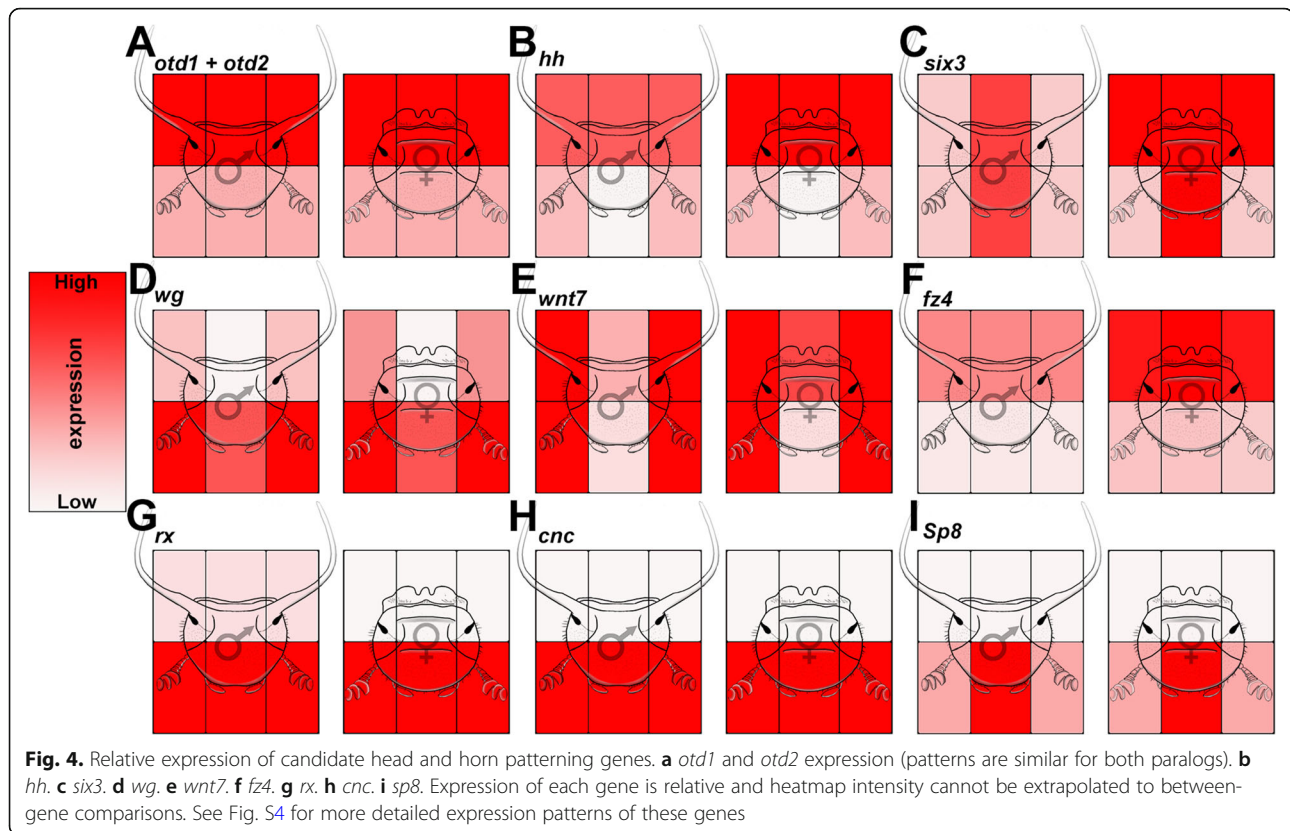 A
otd1 + otd2
B
hh
C
six3
High
expression
Low
D
wg
E
wnt7
F
fz4
G
rx
H
cnc
I
Sp8
Fig. 4. Relative expression of candidate head and horn patterning genes. a otd1 and otd2 expression (patterns are similar for both paralogs). b
hh. c six3. d wg. e wnt7. f fz4. g rx. h cnc. i sp8. Expression of each gene is relative and heatmap intensity cannot be extrapolated to between-
gene comparisons. See Fig. S4 for more detailed expression patterns of these genes